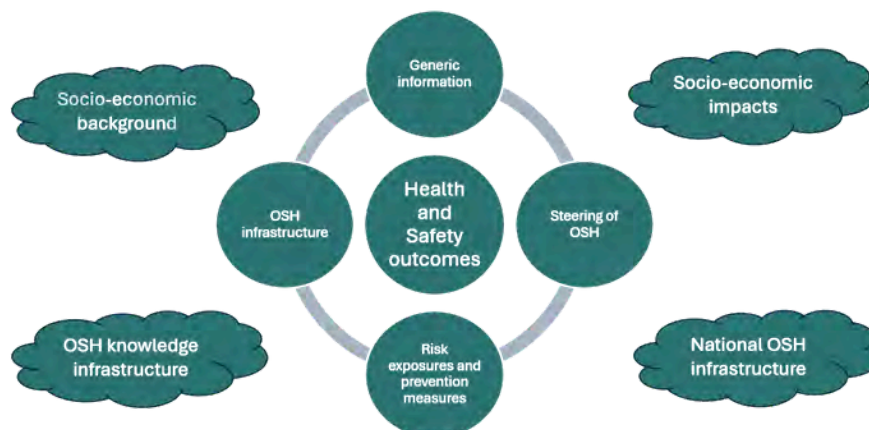 Generic
information
Socio-economic
background
Socio-economic
impacts
OSH
infrastructure
Health
and
Safety
outcomes
Steering of
OSH
OSH knowledge
infrastructure
Risk
exposures and
prevention
measures
National OSH
infrastructure